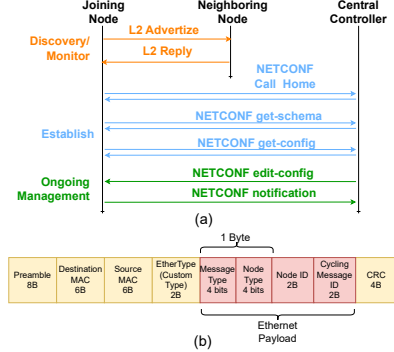 Joining Node
Neighboring Node
Central Controller
Discovery/ Monitor
L2 Advertize
L2 Reply
NETCONF
Call Home
NETCONF get-schema
Establish
NETCONF get-config
Ongoing Management
NETCONF edit-config
NETCONF notification
(a)
1 Byte
Preamble 8B
Destination MAC 6B
Source MAC 6B
EtherType (Custom Type) 2B
Message Type 4 bits
Node Type 4 bits
Node ID 2B
Cycling Message ID 2B
CRC 4B
Ethernet Payload
(b)